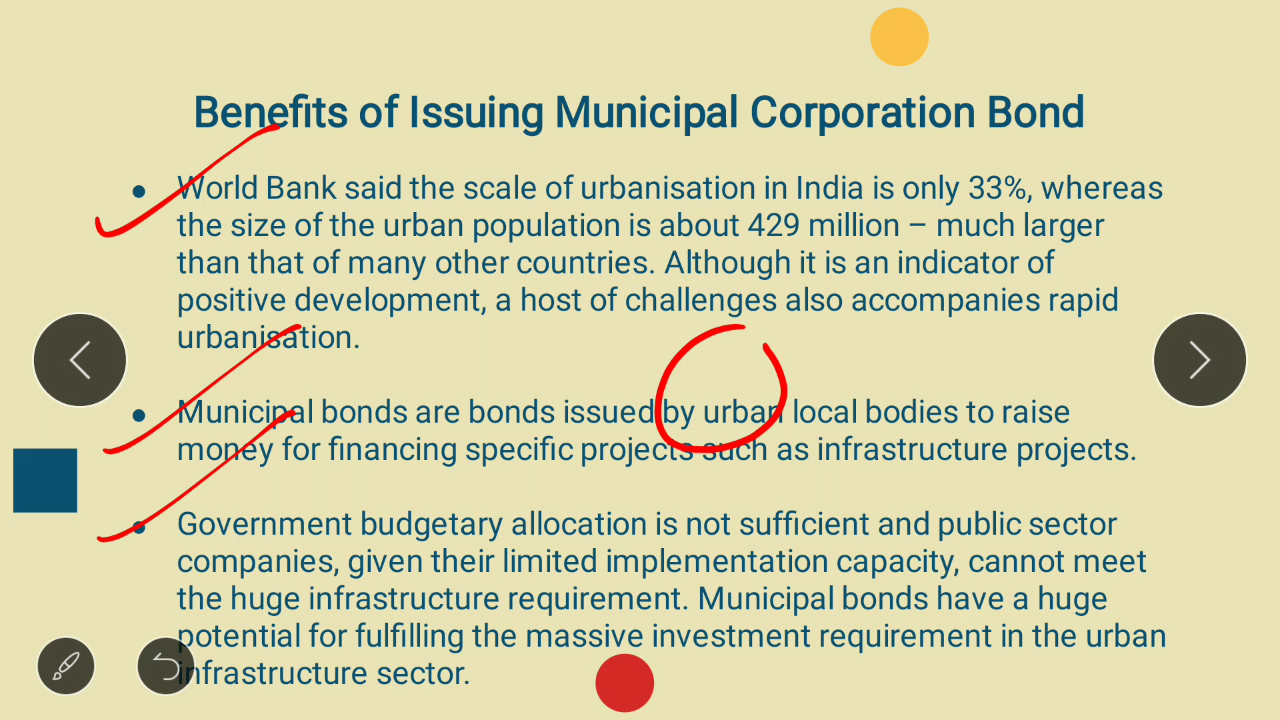 Benefits of Issuing Municipal Corporation Bond
● World Bank said the scale of urbanisation in India is only 33%, whereas
the size of the urban population is about 429 million – much larger
than that of many other countries. Although it is an indicator of
positive development, a host of challenges also accompanies rapid
urbanisation.
● Municipal bonds are bonds issued by urban local bodies to raise
money for financing specific projects such as infrastructure projects.
● Government budgetary allocation is not sufficient and public sector
companies, given their limited implementation capacity, cannot meet
the huge infrastructure requirement. Municipal bonds have a huge
potential for fulfilling the massive investment requirement in the urban
infrastructure sector.